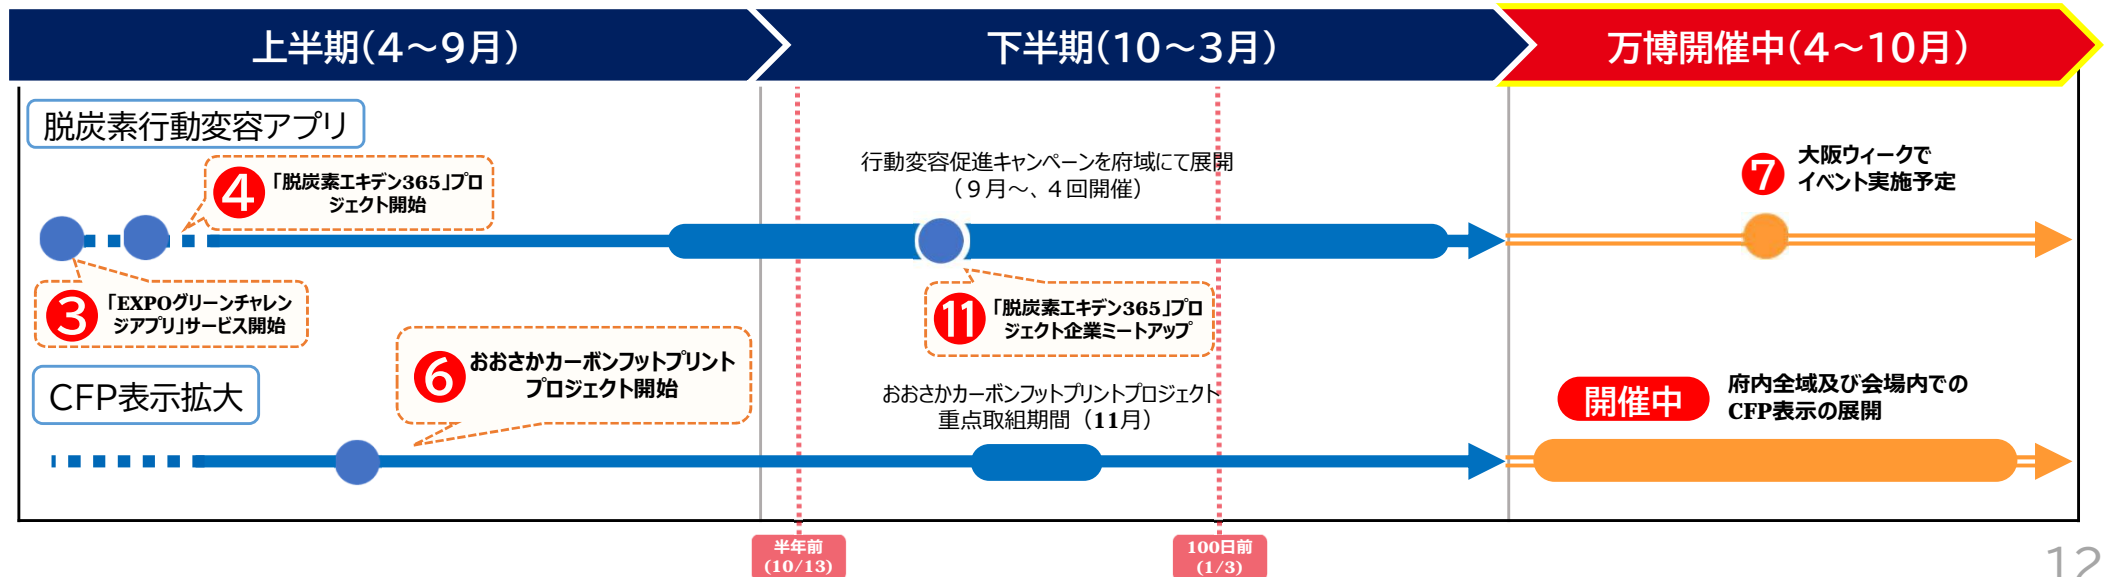 上半期(4～9月)
下半期(10～3月)
万博開催中(4～10月)
脱炭素行動変容アプリ
4
「脱炭素エキデン365」プロ
ジェクト開始
行動変容促進キャンペーンを府域にて展開
(9月～、4回開催)
7
大阪ウィークで
イベント実施予定
3
「EXPOグリーンチャレン
ジアプリ」サービス開始
11
「脱炭素エキデン365」プロ
ジェクト企業ミートアップ
CFP表示拡大
6
おおさかカーボンフットプリント
プロジェクト開始
おおさかカーボンフットプリントプロジェクト
重点取組期間(11月)
開催中
府内全域及び会場内での
CFP表示の展開
半年前
(10/13)
100日前
(1/3)
12